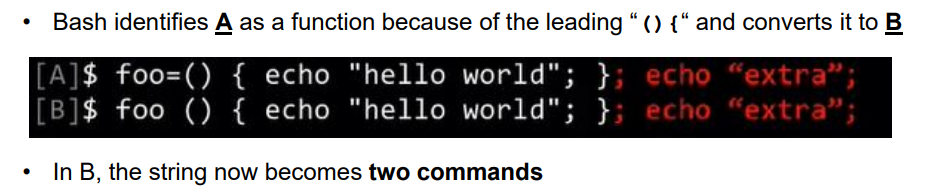 • Bash identifies A as a function because of the leading “ () {“ and converts it to B
[A]$ foo=() { echo "hello world"; }; echo “extra”;
[B]$ foo () { echo "hello world"; }; echo “extra”;
• In B, the string now becomes two commands